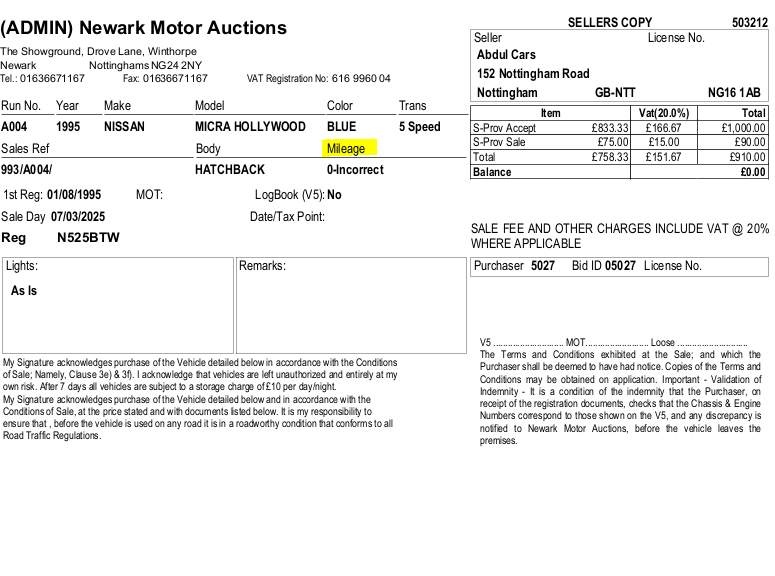 (ADMIN) Newark Motor Auctions
The Showground, Drove Lane, Winthorpe
Newark Nottinghams NG24 2NY
Tel.: 01636671167 Fax: 01636671167 VAT Registration No: 616 9960 04
SELLERS COPY 503212
Seller License No.
Abdul Cars
152 Nottingham Road
Nottingham GB-NTT NG16 1AB
Run No. Year Make Model Color Trans
A004 1995 NISSAN MICRA HOLLYWOOD BLUE 5 Speed
Sales Ref Body Mileage
993/A004/ HATCHBACK 0-Incorrect
1st Reg: 01/08/1995 MOT: LogBook (V5): No
Sale Day 07/03/2025 Date/Tax Point:
Reg N525BTW
Item Vat(20.0%) Total
S-Prov Accept £833.33 £166.67 £1,000.00
S-Prov Sale £75.00 £15.00 £90.00
Total £758.33 £151.67 £910.00
Balance £0.00
SALE FEE AND OTHER CHARGES INCLUDE VAT @ 20%
WHERE APPLICABLE
Lights: Remarks:
As Is
Purchaser 5027 Bid ID 05027 License No.
My Signature acknowledges purchase of the Vehicle detailed below in accordance with the Conditions
of Sale; Namely, Clause 3e) & 3f). I acknowledge that vehicles are left unauthorized and entirely at my
own risk. After 7 days all vehicles are subject to a storage charge of £10 per day/night.
My Signature acknowledges purchase of the Vehicle detailed below and in accordance with the
Conditions of Sale, at the price stated and with documents listed below. It is my responsibility to
ensure that , before the vehicle is used on any road it is in a roadworthy condition that conforms to all
Road Traffic Regulations.
V5 .......................... MOT....................... Loose ..........................
The Terms and Conditions exhibited at the Sale; and which the
Purchaser shall be deemed to have had notice. Copies of the Terms and
Conditions may be obtained on application. Important - Validation of
Indemnity - It is a condition of the indemnity that the Purchaser, on
receipt of the registration documents, checks that the Chassis & Engine
Numbers correspond to those shown on the V5, and any discrepancy is
notified to Newark Motor Auctions, before the vehicle leaves the
premises.